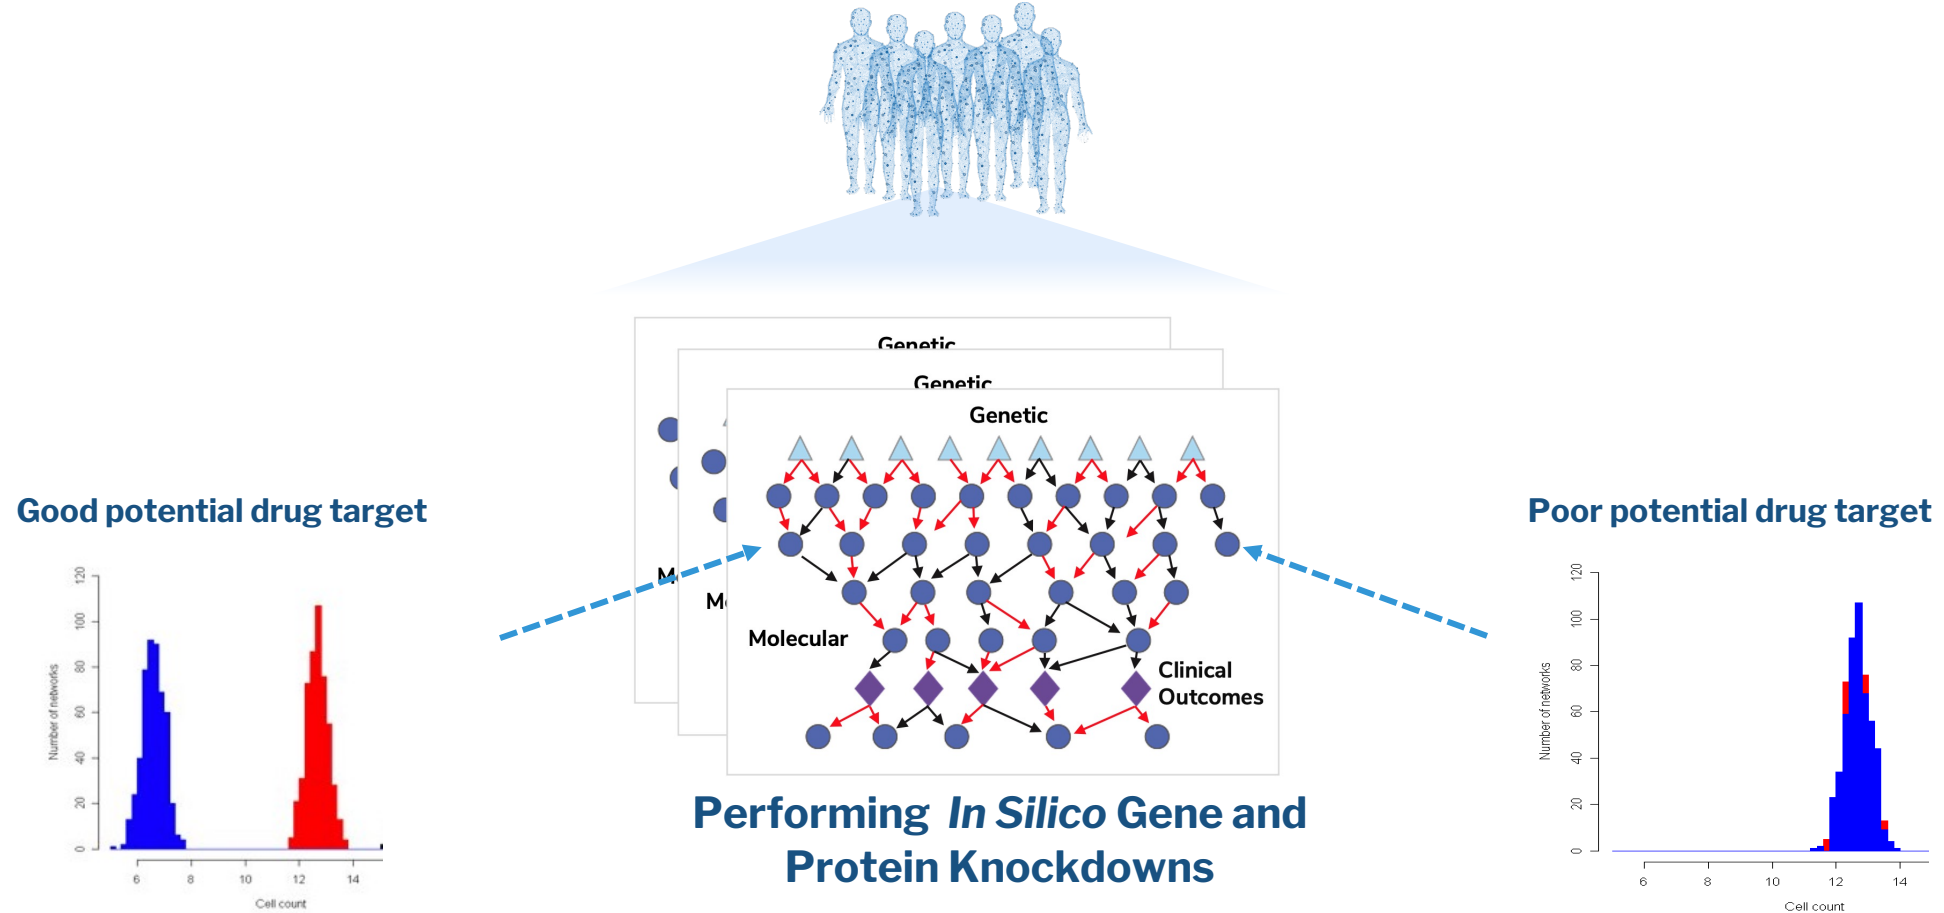 Genetic
Genetic
Genetic
Good potential drug target
Poor potential drug target
M
Mo
Molecular
Clinical
Outcomes
Number of networks
0
20
40
60
80
100
120
6
8
10
12
14
Cell count
Number of networks
0
20
40
60
80
100
120
6
8
10
12
14
Cell count
Performing In Silico Gene and
Protein Knockdowns